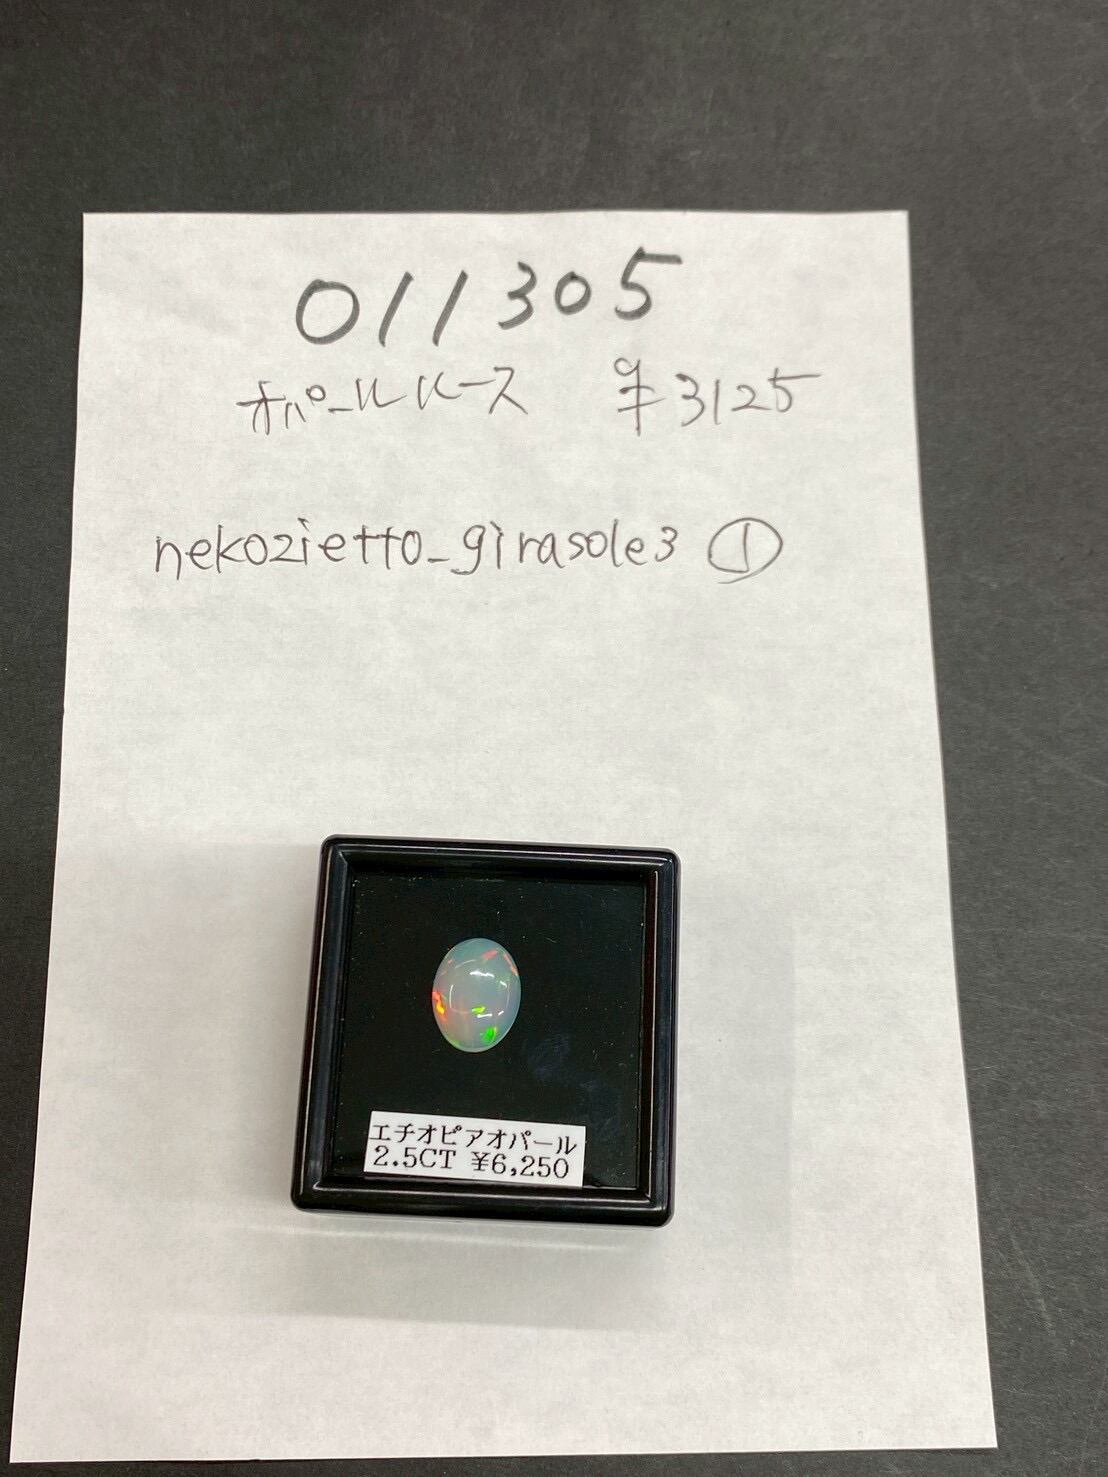 011305
オパールルース ¥3125
nekozietto_girasole3 ①
エチオピアオパール
2.5CT ¥6,250